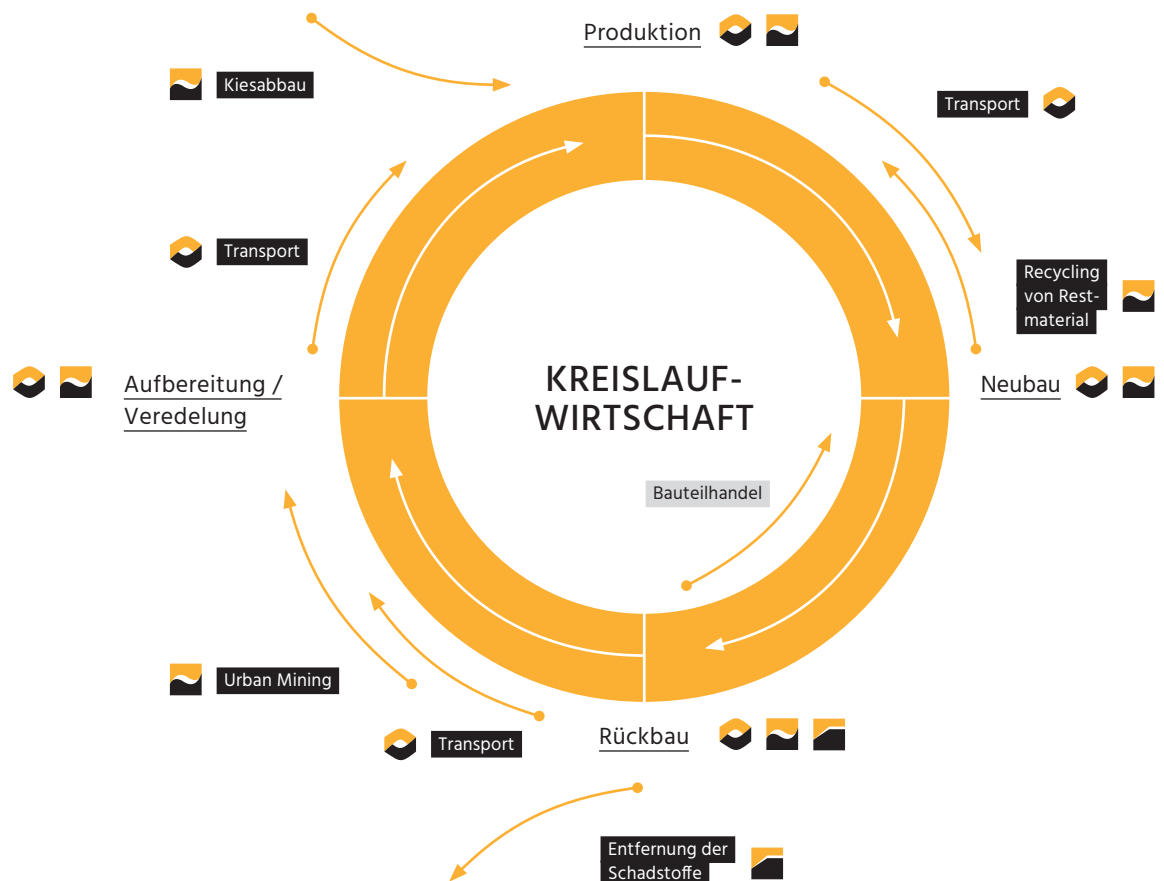 Produktion
Kiesabbau
Transport
Transport
Recycling
von Rest-
material
Aufbereitung /
Veredelung
KREISLAUF-
WIRTSCHAFT
Neubau
Bauteilhandel
Urban Mining
Transport
Rückbau
Entfernung der
Schadstoffe